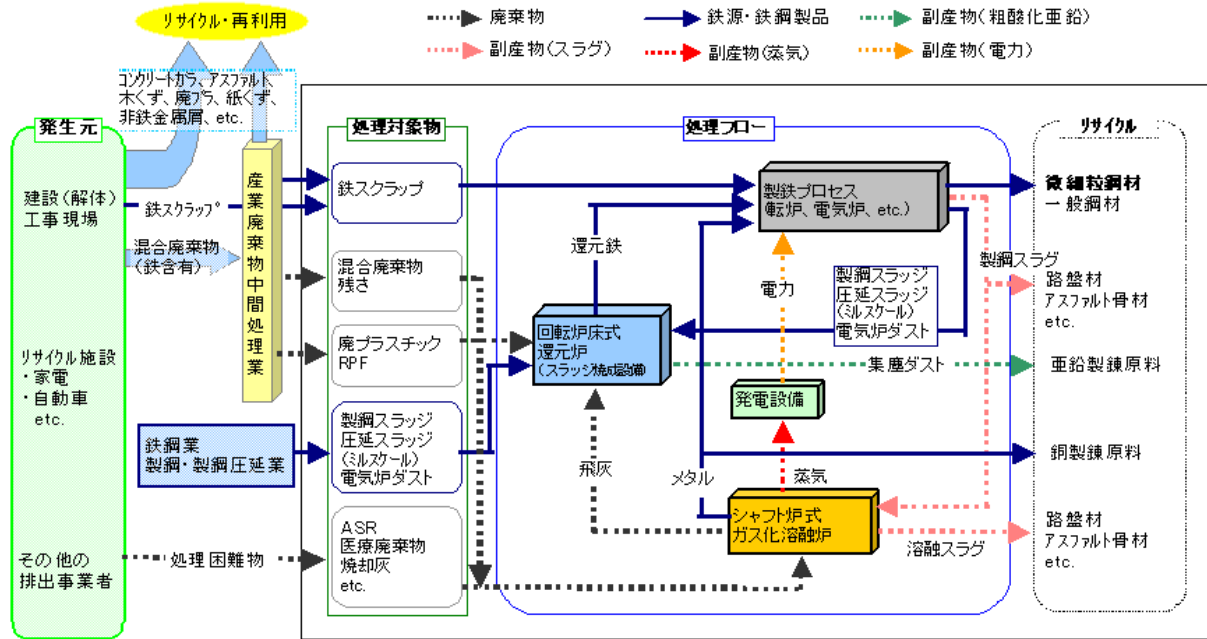 リサイクル・再利用
廃棄物
鉄源・鉄鋼製品
副産物(粗酸化亜鉛)
副産物(スラグ)
副産物(蒸気)
副産物(電力)
コンクリートカラ、アスファルト、
木くず、廃プラ、紙くず、
非鉄金属屑、etc.
発生元
処理対象物
処理フロー
リサイクル
建設(解体)
工事現場
鉄スクラップ
混合廃棄物
(鉄含有)
リサイクル施設
・家電
・自動車
etc.
鉄鋼業
製鋼・製鋼圧延業
その他の
排出事業者
処理困難物
産業廃棄物中間処理業
鉄スクラップ
混合廃棄物
残さ
廃プラスチック
RPF
製鋼スラッジ
圧延スラッジ
(ミルスケール)
電気炉ダスト
ASR
医療廃棄物
焼却灰
etc.
製鉄プロセス
(転炉、電気炉、etc.)
還元鉄
電力
製鋼スラッジ
圧延スラッジ
(ミルスケール)
電気炉ダスト
製鋼スラグ
回転炉床式
還元炉
(スラッジ焼成設備)
集塵ダスト
発電設備
飛灰
メタル
蒸気
シャフト炉式
ガス化溶融炉
溶融スラグ
微細粒鋼材
一般鋼材
路盤材
アスファルト骨材
etc.
亜鉛製錬原料
銅製錬原料
路盤材
アスファルト骨材
etc.